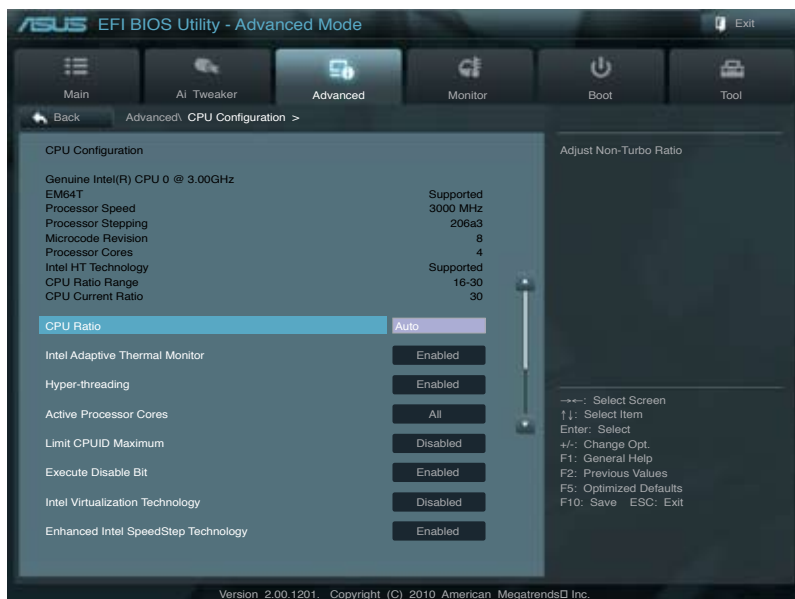 ASUS EFI BIOS Utility - Advanced Mode
Exit
Main
Ai Tweaker
Advanced
Monitor
Boot
Tool
Back
Advanced\ CPU Configuration >
CPU Configuration
Adjust Non-Turbo Ratio
Genuine Intel(R) CPU 0 @ 3.00GHz
EM64T Supported
Processor Speed 3000 MHz
Processor Stepping 206a3
Microcode Revision 8
Processor Cores 4
Intel HT Technology Supported
CPU Ratio Range 16-30
CPU Current Ratio 30
CPU Ratio Auto
Intel Adaptive Thermal Monitor Enabled
Hyper-threading Enabled
Active Processor Cores All
Limit CPUID Maximum Disabled
Execute Disable Bit Enabled
Intel Virtualization Technology Disabled
Enhanced Intel SpeedStep Technology Enabled
→←: Select Screen
↑↓: Select Item
Enter: Select
+/-: Change Opt.
F1: General Help
F2: Previous Values
F5: Optimized Defaults
F10: Save ESC: Exit
Version 2.00.1201. Copyright (C) 2010 American Megatrends□ Inc.